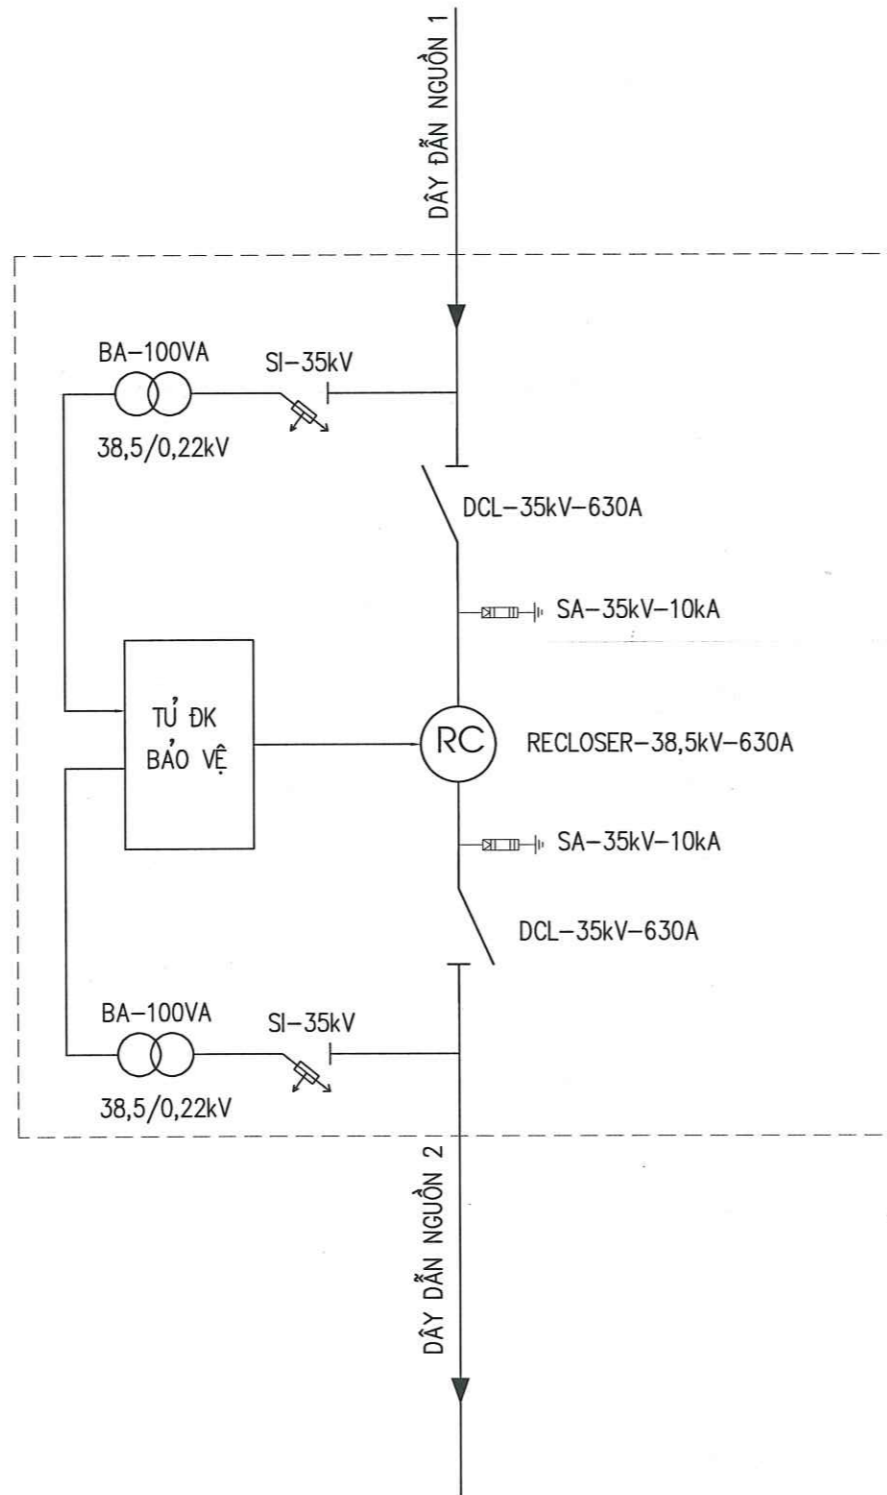 DÂY ĐẪN NGUỒN 1
BA-100VA
SI-35kV
38,5/0,22kV
DCL-35kV-630A
SA-35kV-10kA
TỦ ĐK
BẢO VỆ
RC
RECLOSER-38,5kV-630A
SA-35kV-10kA
DCL-35kV-630A
BA-100VA
SI-35kV
38,5/0,22kV
DÂY DẪN NGUỒN 2